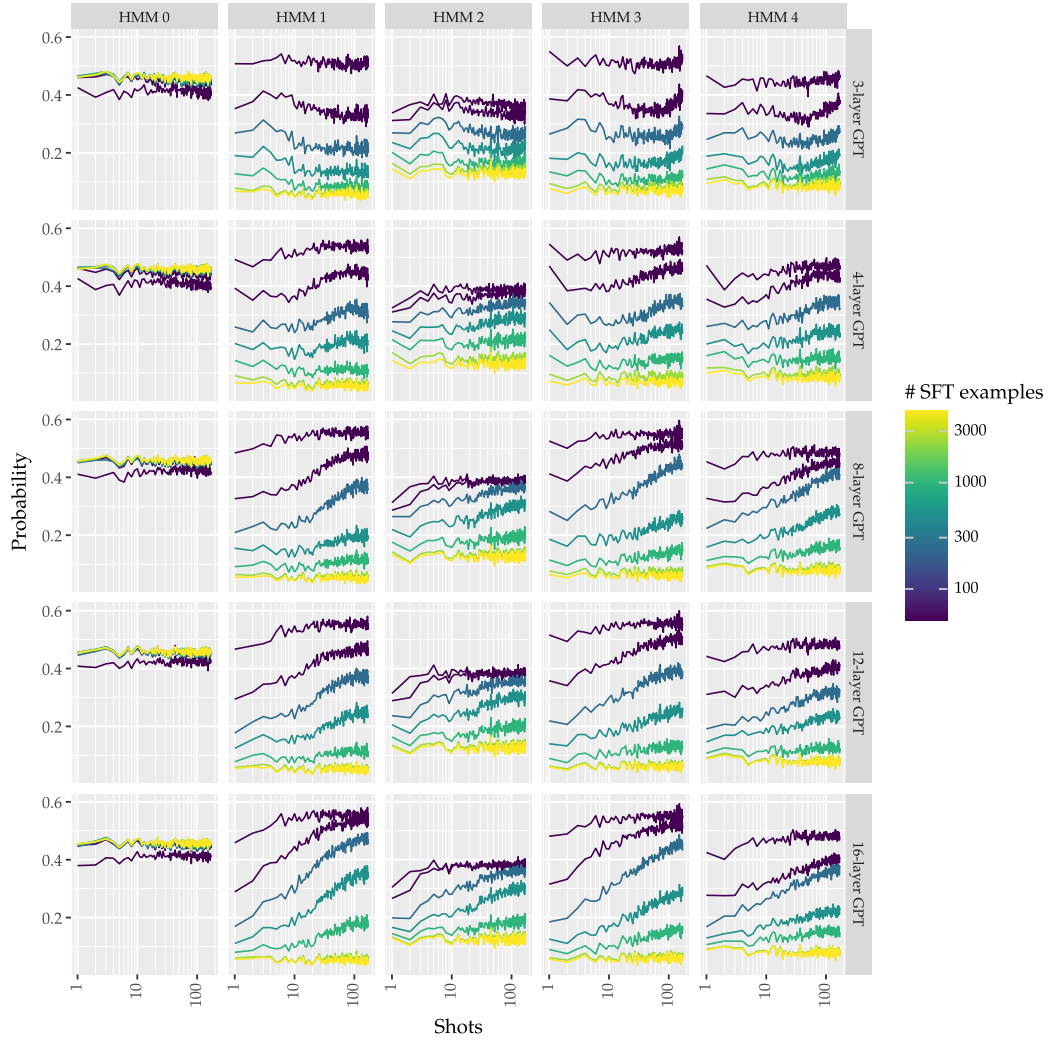 HMM 0 HMM 1 HMM 2 HMM 3 HMM 4
0.6
0.4
0.2
3-layer GPT
0.6
0.4
0.2
4-layer GPT
0.6
0.4
0.2
8-layer GPT
0.6
0.4
0.2
12-layer GPT
0.6
0.4
0.2
16-layer GPT
Probability
1 10 100 1 10 100 1 10 100 1 10 100 1 10 100
Shots
# SFT examples
3000
1000
300
100